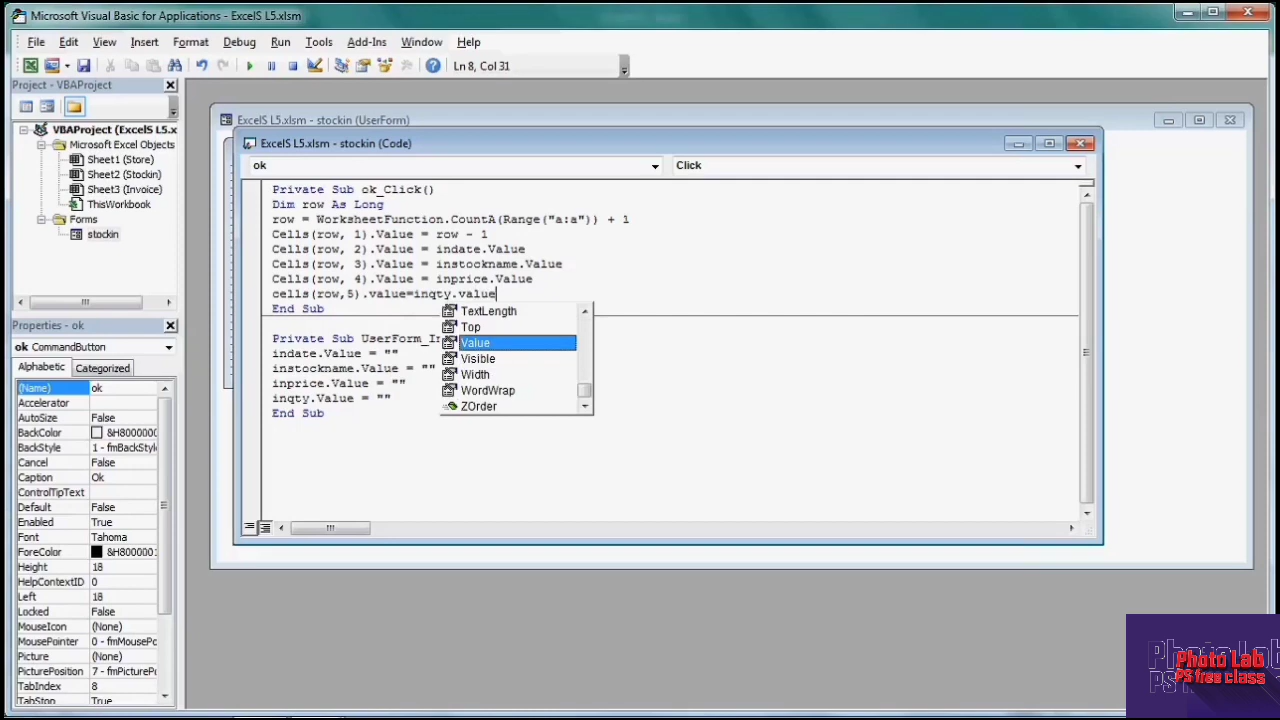 Microsoft Visual Basic for Applications - ExcelS L5.xlsm
File Edit View Insert Format Debug Run Tools Add-Ins Window Help
Ln 8, Col 31
Project - VBAProject
VBAProject (ExcelS L5.x
Microsoft Excel Objects
Sheet1 (Store)
Sheet2 (Stockin)
Sheet3 (Invoice)
ThisWorkbook
Forms
stockin
Properties - ok
ok CommandButton
Alphabetic Categorized
(Name) ok
Accelerator
AutoSize False
BackColor &H8000000
BackStyle 1 - fmBackStyl
Cancel False
Caption Ok
ControlTipText
Default False
Enabled True
Font Tahoma
ForeColor &H8000001
Height 18
HelpContextID 0
Left 18
Locked False
MouseIcon (None)
MousePointer 0 - fmMousePo
Picture (None)
PicturePosition 7 - fmPicturePo
TabIndex 8
TabStop True
ExcelS L5.xlsm - stockin (UserForm)
ExcelS L5.xlsm - stockin (Code)
ok Click
Private Sub ok_Click()
Dim row As Long
row = WorksheetFunction.CountA(Range("a:a")) + 1
Cells(row, 1).Value = row - 1
Cells(row, 2).Value = indate.Value
Cells(row, 3).Value = instockname.Value
Cells(row, 4).Value = inprice.Value
cells(row,5).value=inqty.value
End Sub
Private Sub UserForm_In
indate.Value = ""
instockname.Value = ""
inprice.Value = ""
inqty.Value = ""
End Sub
TextLength
Top
Value
Visible
Width
WordWrap
ZOrder
Photo Lab
PS free class